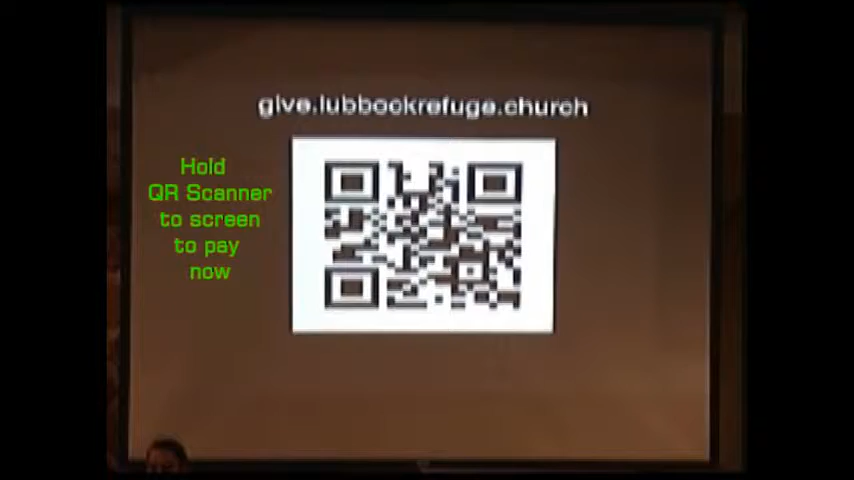 give.lubbockrefuge.church
Hold
QR Scanner
to screen
to pay
now